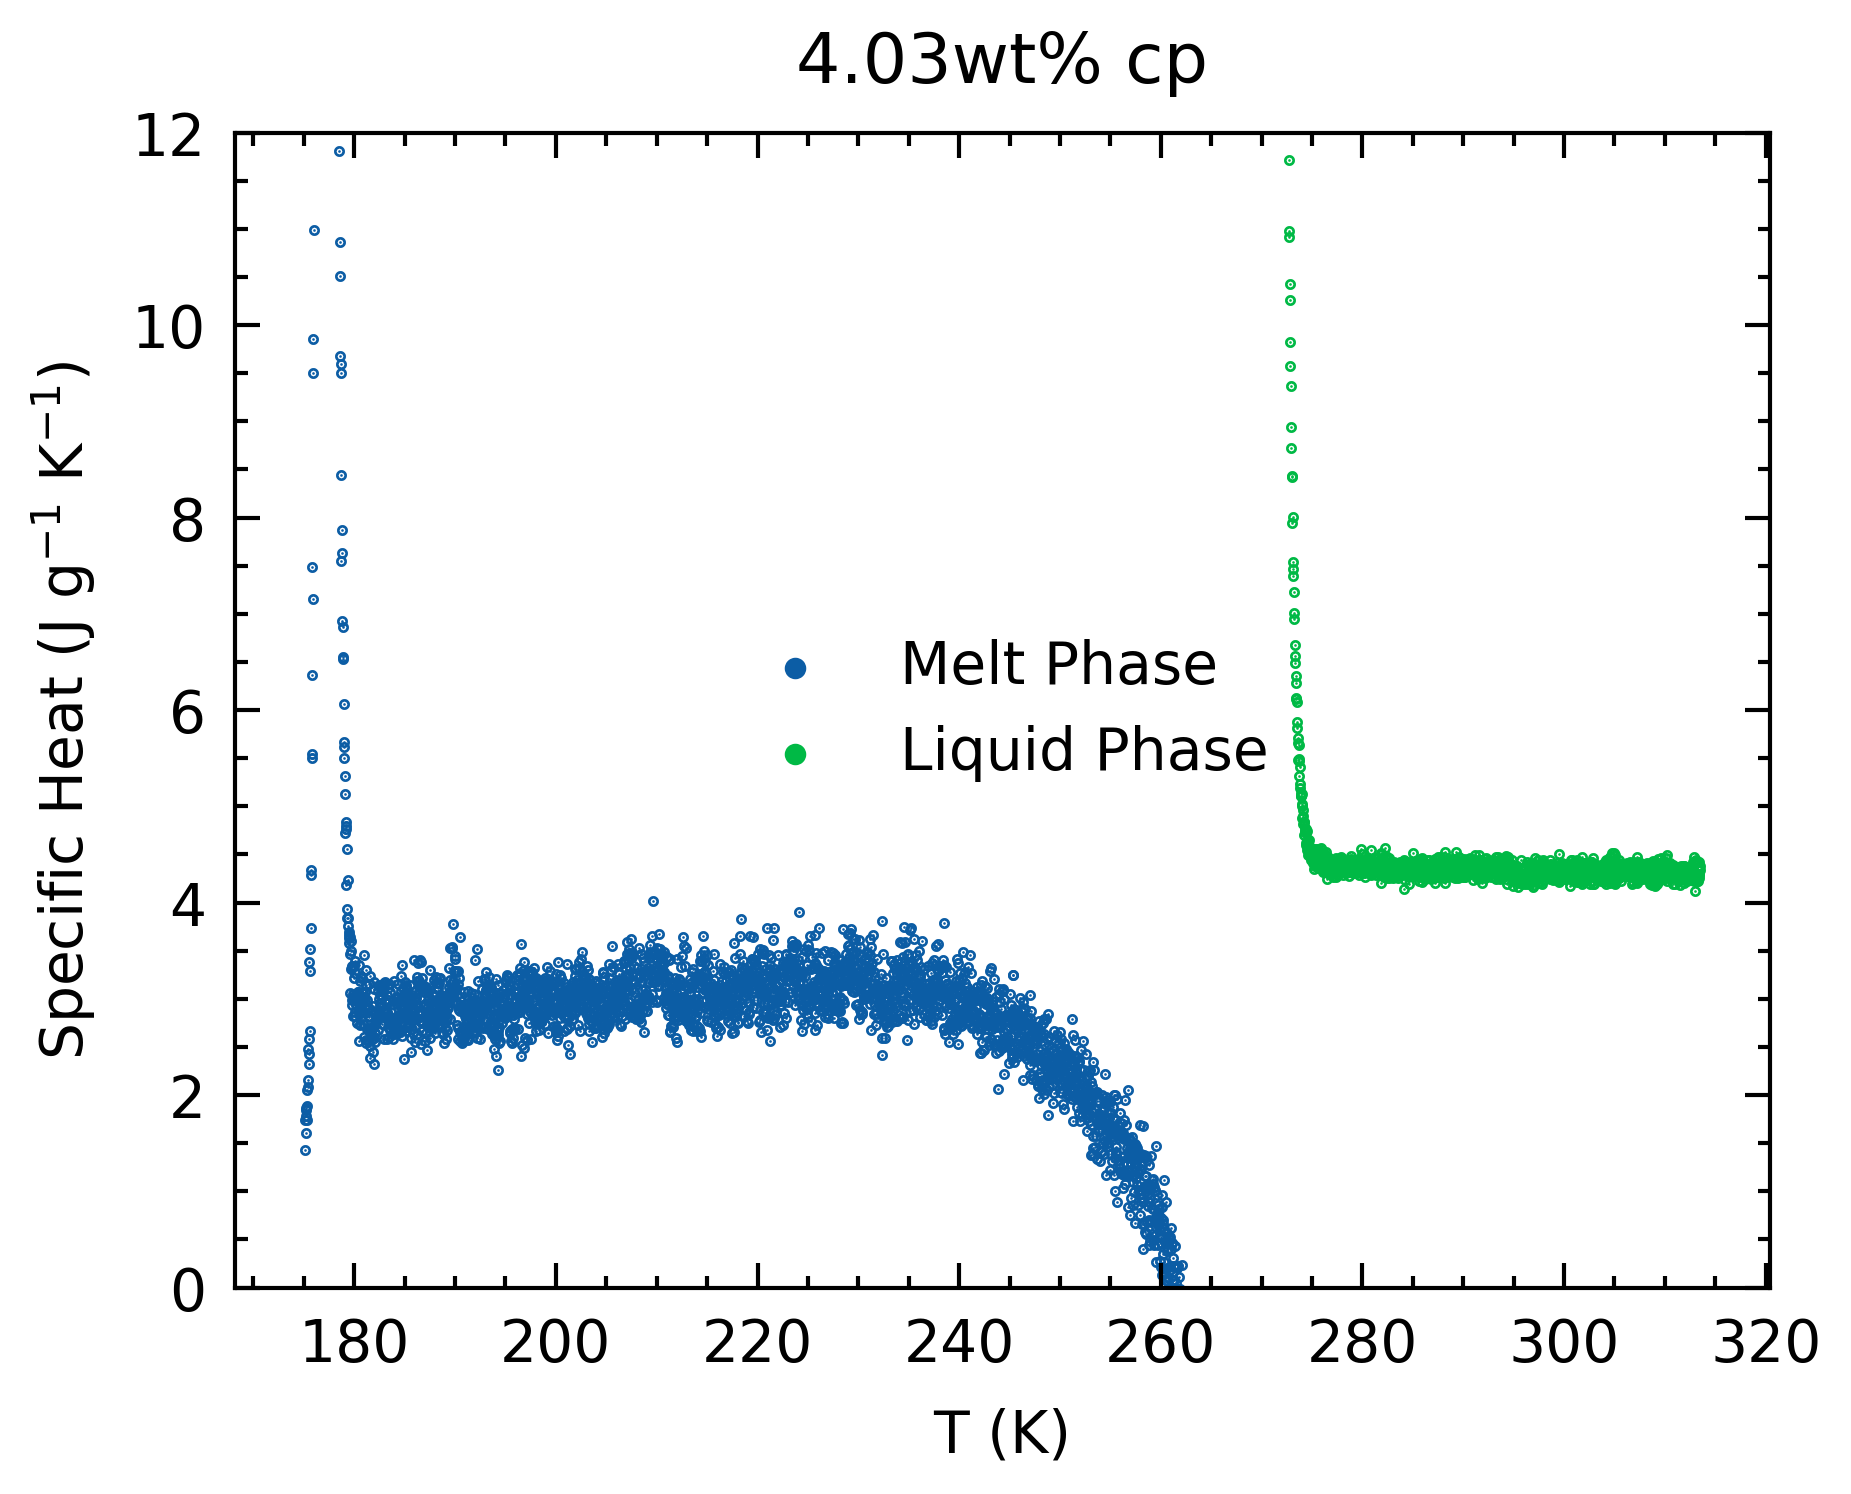 4.03wt% cp
12
10
8
6
4
2
0
Specific Heat (J g⁻¹ K⁻¹)
Melt Phase
Liquid Phase
180 200 220 240 260 280 300 320
T (K)